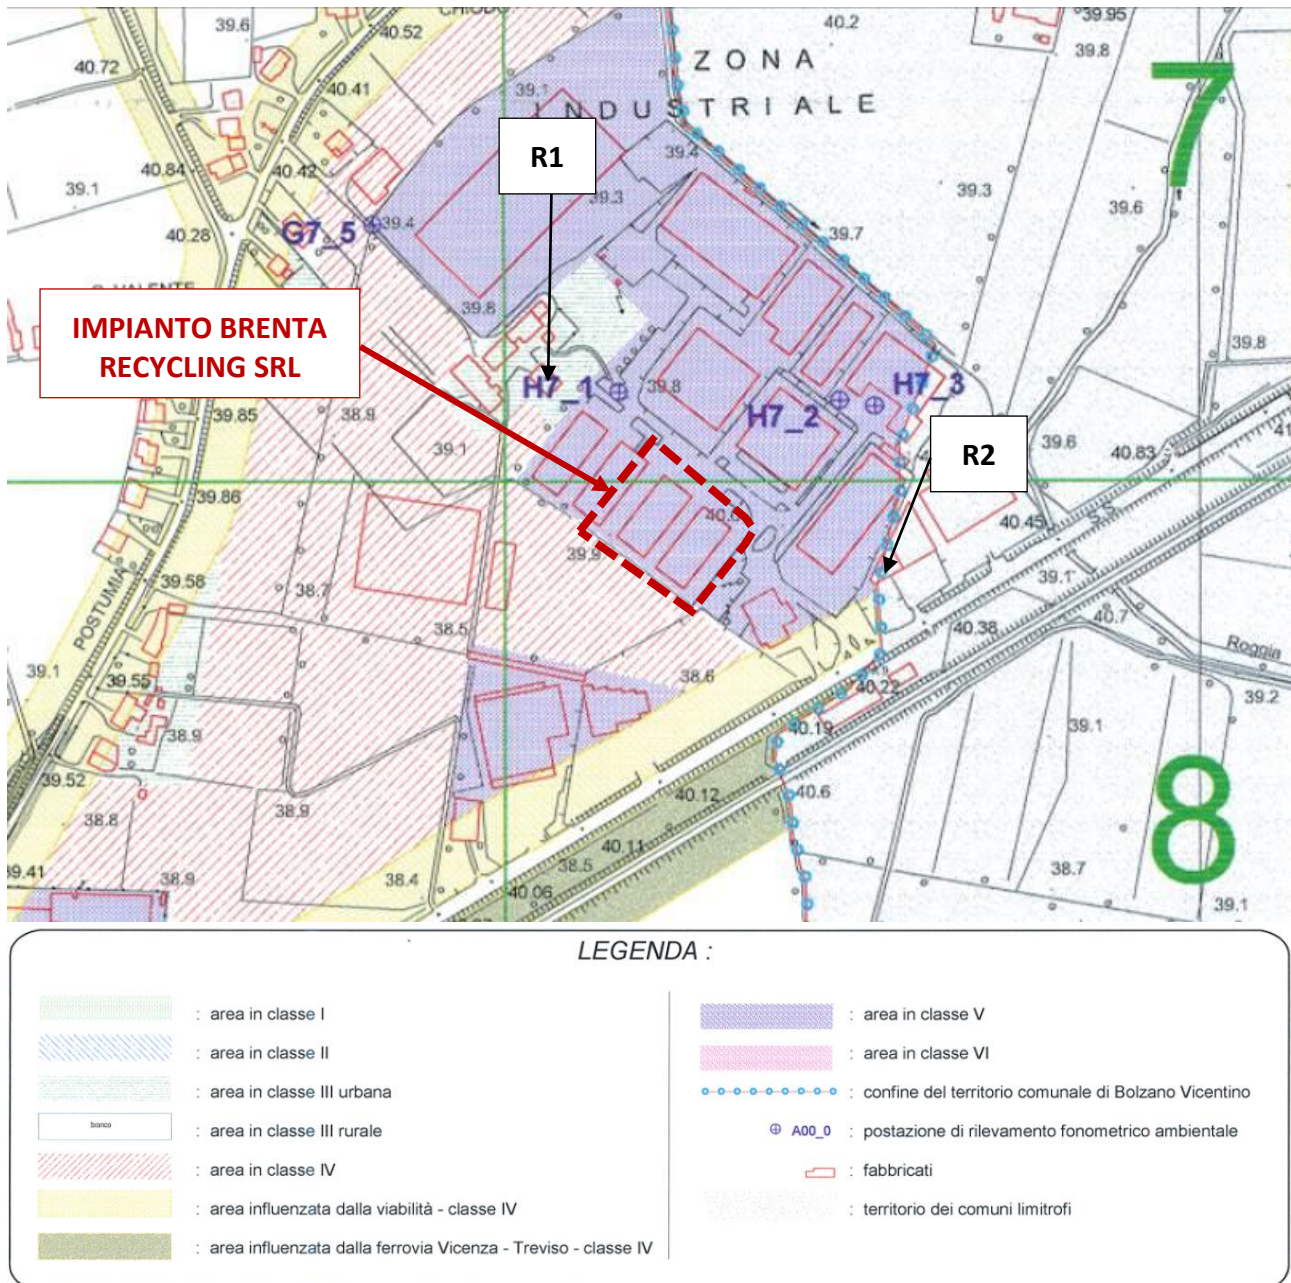 CHIODO
39.95
39.6
40.52
40.2
ZONA
39.8
40.72
7
40.41
39.1
INDUSTRIALE
R1
40.84
40.42
39.4
39.1
39.3
39.3
39.6
G7_5
39.4
40.28
39.7
VALENTE
39.8
IMPIANTO BRENTA
RECYCLING SRL
39.8
39.8
H7_1
H7_3
39.85
38.9
H7_2
39.1
R2
39.6
40.83
41
39.86
40.6
40.45
39.9
39.58
38.7
39.1
POSTUMIA
38.5
40.38
40.7
Roggia
39.1
39.55
38.6
40.22
39.2
38.9
40.19
39.1
39.52
40.12
40.6
8
38.8
38.9
40.11
38.5
39.41
38.9
38.4
40.06
38.7
39.1
LEGENDA :
: area in classe I
: area in classe II
: area in classe III urbana
bianco : area in classe III rurale
: area in classe IV
: area influenzata dalla viabilità - classe IV
: area influenzata dalla ferrovia Vicenza - Treviso - classe IV
: area in classe V
: area in classe VI
: confine del territorio comunale di Bolzano Vicentino
A00_0 : postazione di rilevamento fonometrico ambientale
: fabbricati
: territorio dei comuni limitrofi